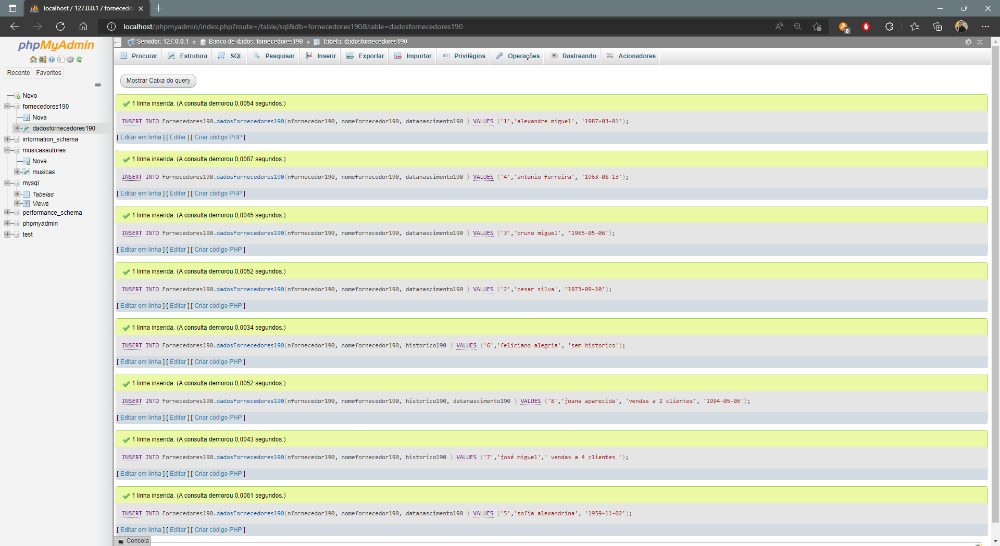 localhost / 127.0.0.1 / fornecedo
localhost/phpmyadmin/index.php?route=/table/sql&db=fornecedores190&table=dadosfornecedores190
0
phpMyAdmin
Recente Favoritos
Novo
fornecedores190
Nova
dadosfornecedores190
information_schema
musicasautores
Nova
musicas
mysql
Tabelas
Views
performance_schema
phpmyadmin
test
Servidor: 127.0.0.1 » Banco de dados: fornecedores190 » Tabela: dadosfornecedores190
Procurar Estrutura SQL Pesquisar Inserir Exportar Importar Privilégios Operações Rastreando Acionadores
Mostrar Caixa do query
1 linha inserida. (A consulta demorou 0,0054 segundos.)
INSERT INTO Fornecedores190.dadosFornecedores190(nfornecedor190, nomefornecedor190, datanascimento190 ) VALUES ('1','alexandre miguel', '1987-03-01');
[ Editar em linha ] [ Editar ] [ Criar código PHP ]
1 linha inserida. (A consulta demorou 0,0087 segundos.)
INSERT INTO Fornecedores190.dadosFornecedores190(nfornecedor190, nomefornecedor190, datanascimento190 ) VALUES ('4','antonio ferreira', '1963-08-13');
[ Editar em linha ] [ Editar ] [ Criar código PHP ]
1 linha inserida. (A consulta demorou 0,0045 segundos.)
INSERT INTO Fornecedores190.dadosFornecedores190(nfornecedor190, nomefornecedor190, datanascimento190 ) VALUES ('3','bruno miguel', '1965-05-06');
[ Editar em linha ] [ Editar ] [ Criar código PHP ]
1 linha inserida. (A consulta demorou 0,0052 segundos.)
INSERT INTO Fornecedores190.dadosFornecedores190(nfornecedor190, nomefornecedor190, datanascimento190 ) VALUES ('2','cesar silva', '1973-09-10');
[ Editar em linha ] [ Editar ] [ Criar código PHP ]
1 linha inserida. (A consulta demorou 0,0034 segundos.)
INSERT INTO Fornecedores190.dadosFornecedores190(nfornecedor190, nomefornecedor190, historico190 ) VALUES ('6','feliciano alegria', 'sem historico');
[ Editar em linha ] [ Editar ] [ Criar código PHP ]
1 linha inserida. (A consulta demorou 0,0052 segundos.)
INSERT INTO Fornecedores190.dadosFornecedores190(nfornecedor190, nomefornecedor190, historico190, datanascimento190 ) VALUES ('8','joana aparecida', 'vendas a 2 clientes', '1984-05-06');
[ Editar em linha ] [ Editar ] [ Criar código PHP ]
1 linha inserida. (A consulta demorou 0,0043 segundos.)
INSERT INTO Fornecedores190.dadosFornecedores190(nfornecedor190, nomefornecedor190, historico190 ) VALUES ('7','josé miguel',' vendas a 4 clientes ');
[ Editar em linha ] [ Editar ] [ Criar código PHP ]
1 linha inserida. (A consulta demorou 0,0061 segundos.)
INSERT INTO Fornecedores190.dadosFornecedores190(nfornecedor190, nomefornecedor190, datanascimento190 ) VALUES ('5','sofia alexandrina', '1959-11-02');
[ Editar em linha ] [ Editar ] [ Criar código PHP ]
Consola